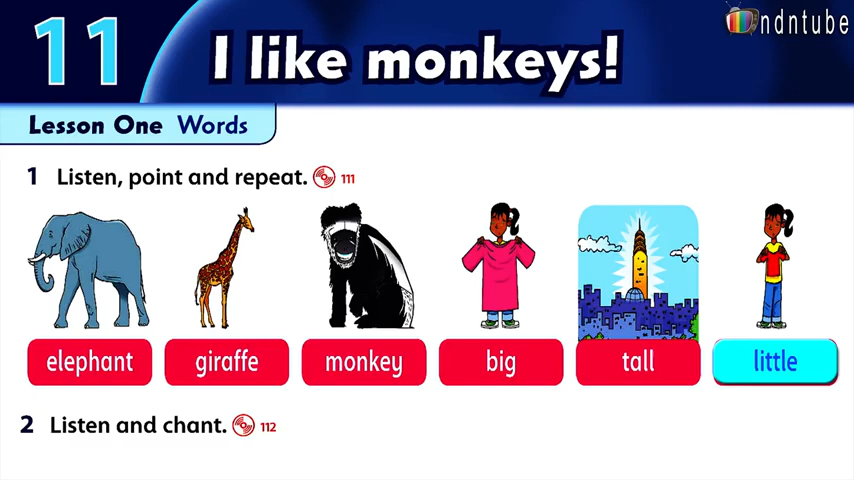 ndntube
11
I like monkeys!
Lesson One Words
1 Listen, point and repeat. 111
elephant giraffe monkey big tall little
2 Listen and chant. 112